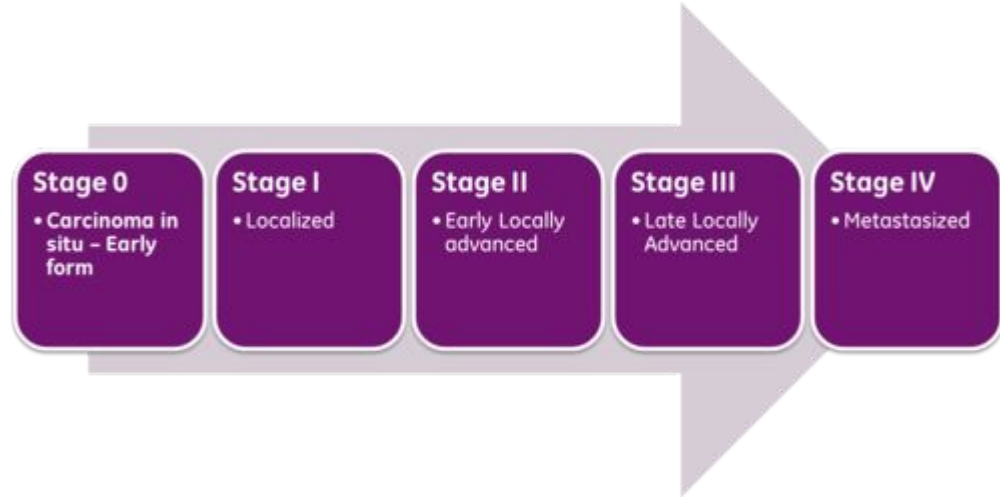 Stage 0
• Carcinoma in
situ – Early
form
Stage I
• Localized
Stage II
• Early Locally
advanced
Stage III
• Late Locally
Advanced
Stage IV
• Metastasized